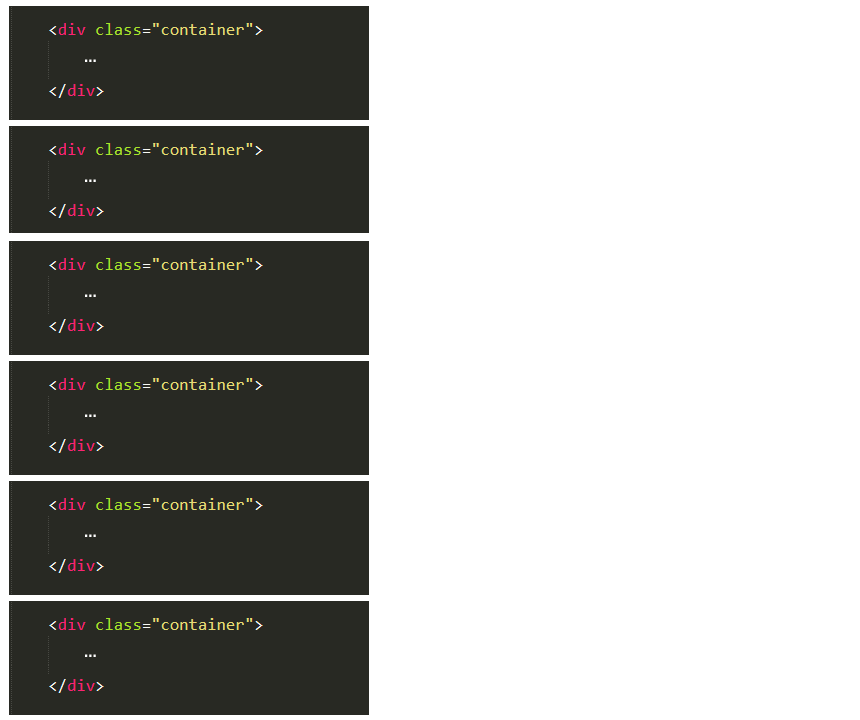 <div class="container">
...
</div>
<div class="container">
...
</div>
<div class="container">
...
</div>
<div class="container">
...
</div>
<div class="container">
...
</div>
<div class="container">
...
</div>